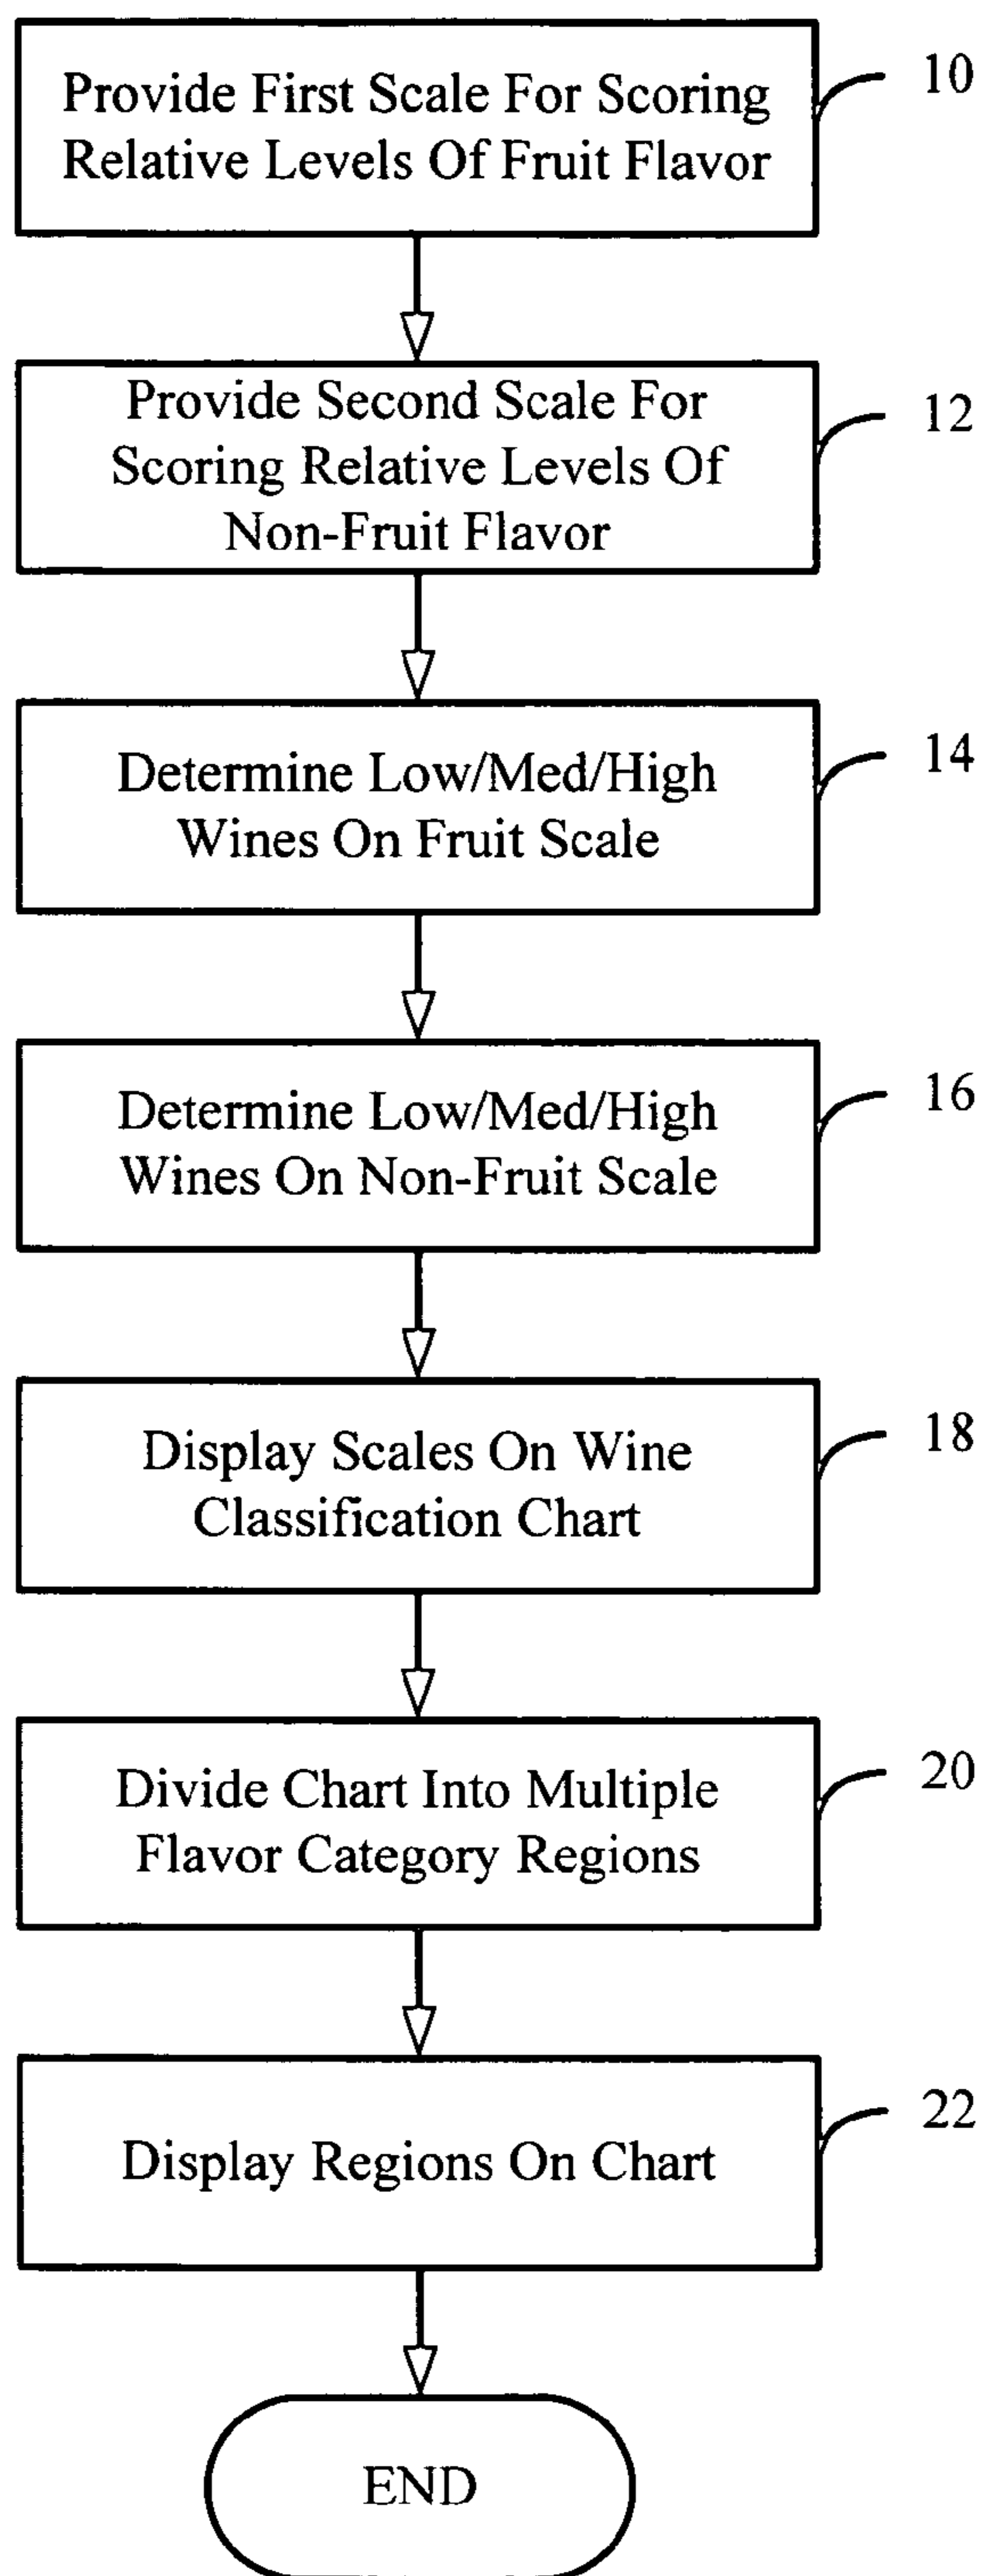 Provide First Scale For Scoring
Relative Levels Of Fruit Flavor
10
Provide Second Scale For
Scoring Relative Levels Of
Non-Fruit Flavor
12
Determine Low/Med/High
Wines On Fruit Scale
14
Determine Low/Med/High
Wines On Non-Fruit Scale
16
Display Scales On Wine
Classification Chart
18
Divide Chart Into Multiple
Flavor Category Regions
20
Display Regions On Chart
22
END